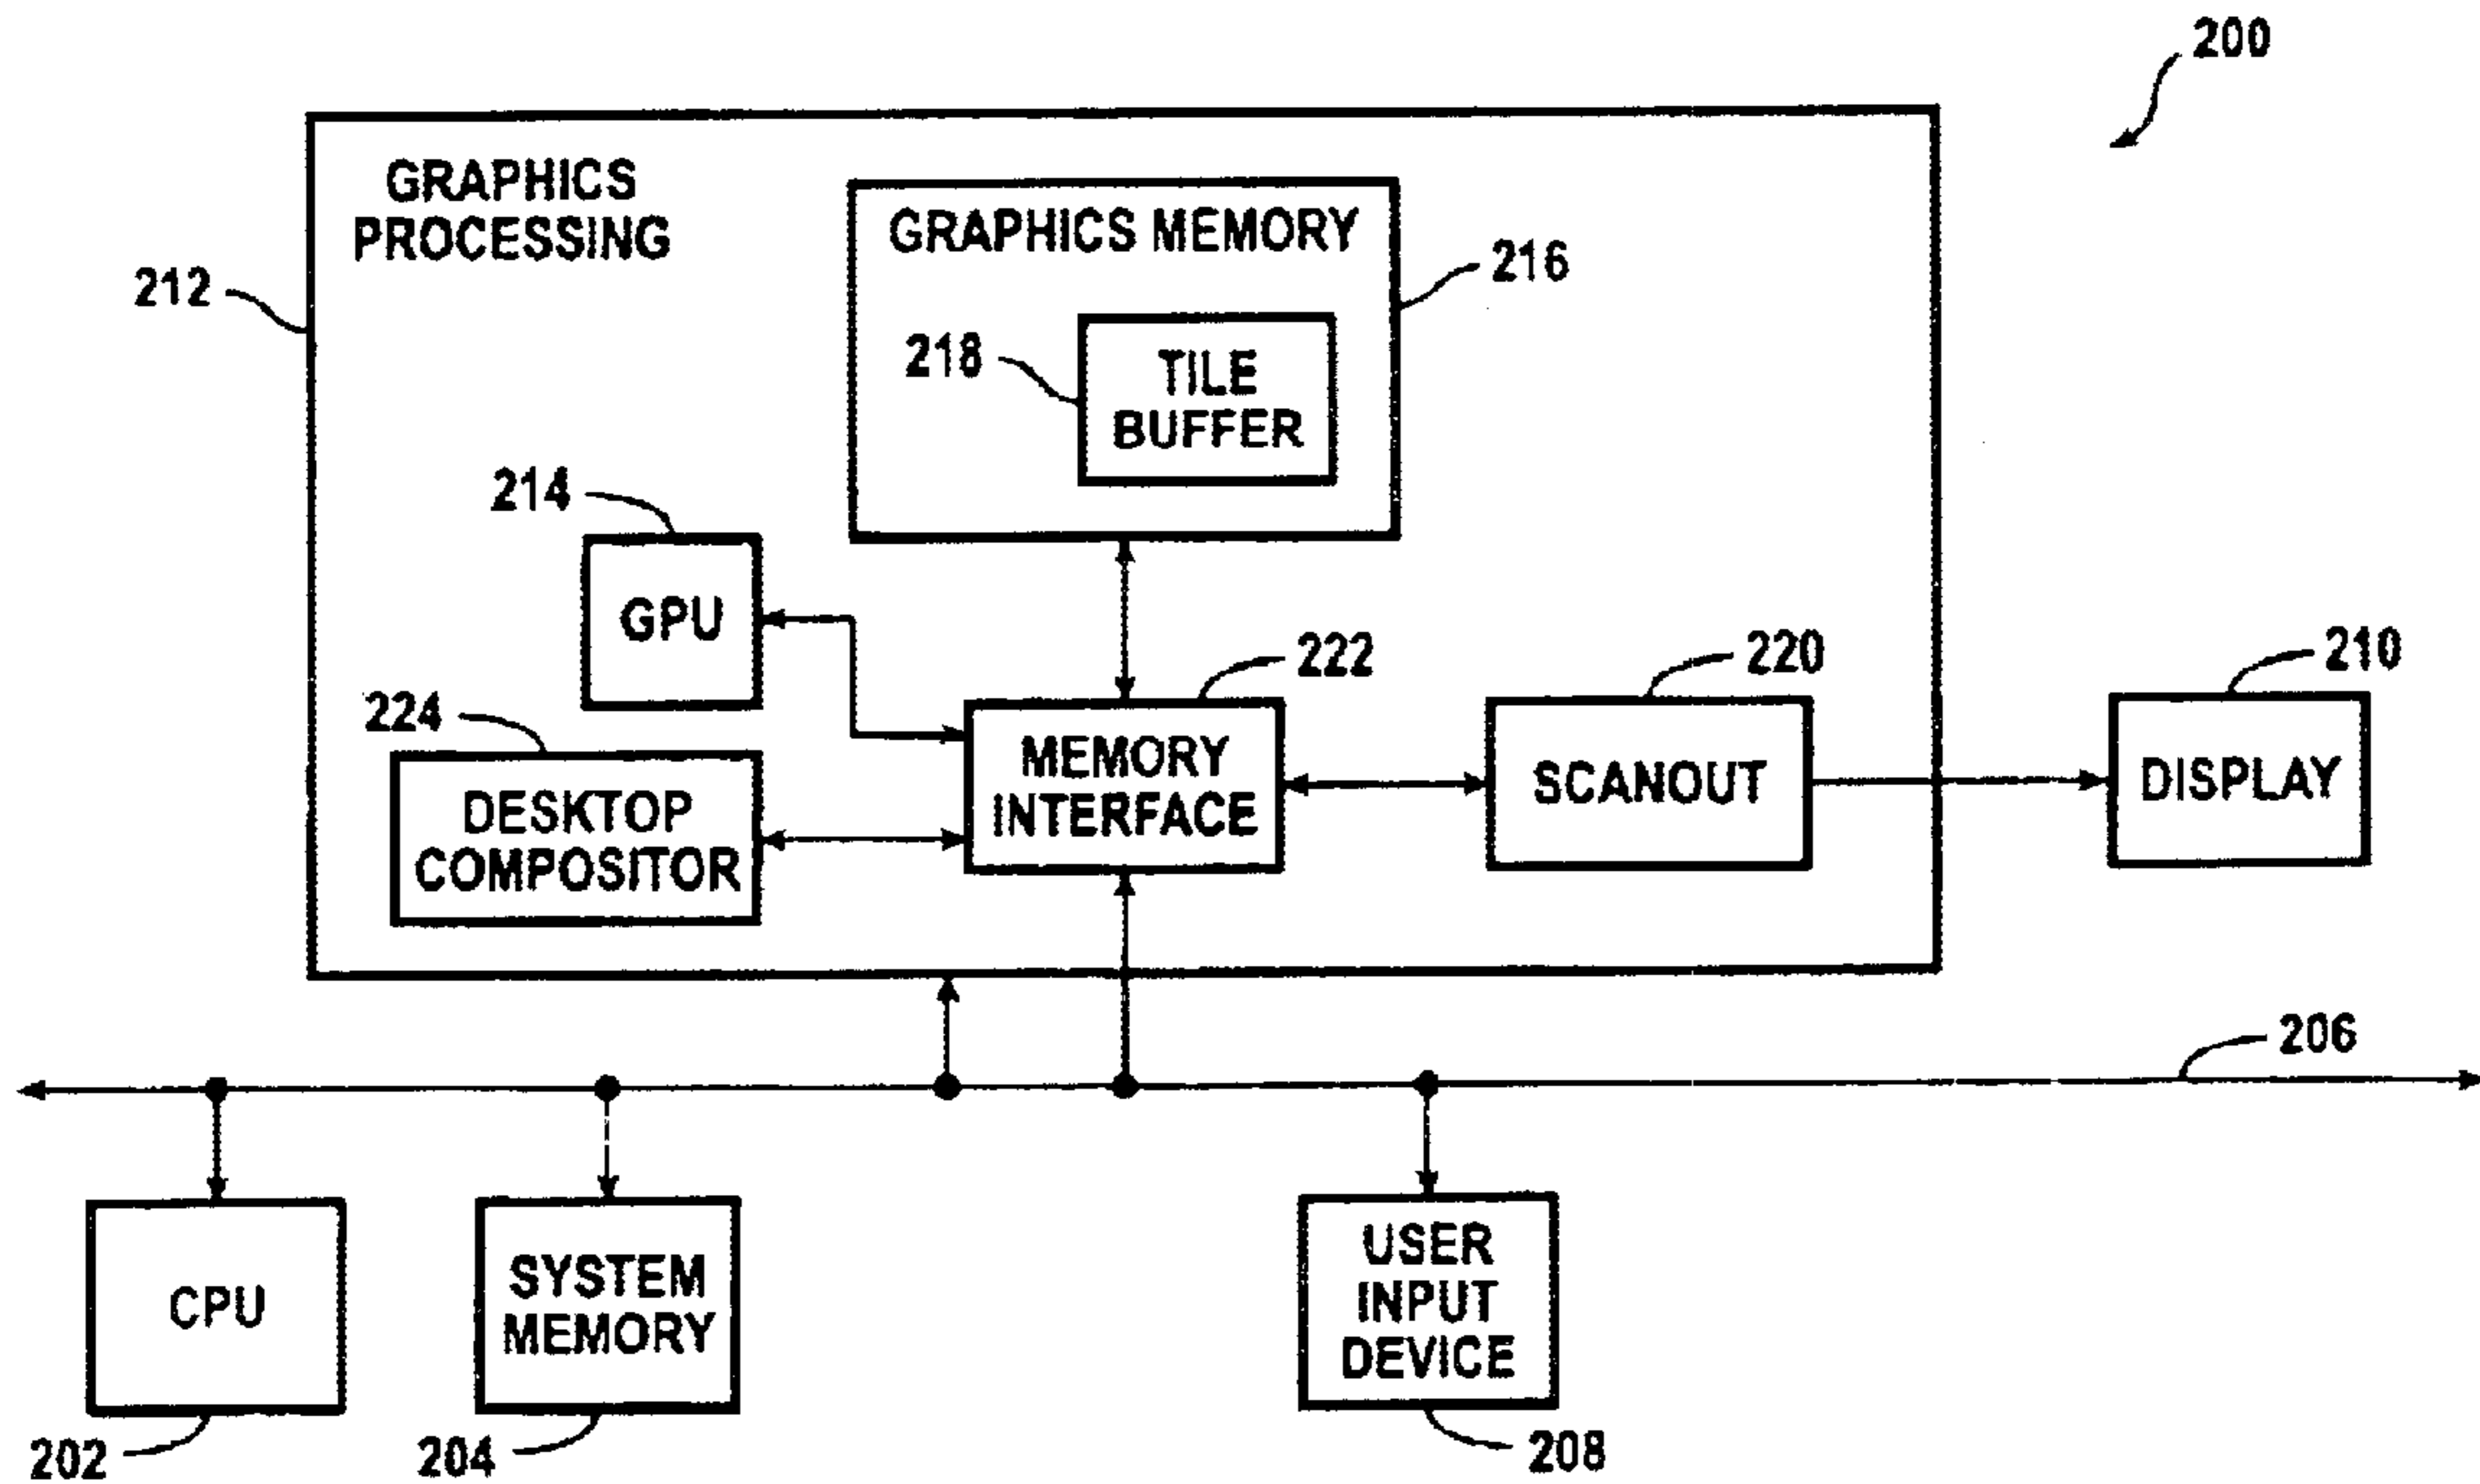 200
GRAPHICS
PROCESSING
GRAPHICS MEMORY
212
216
218
TILE
BUFFER
214
GPU
222
220
210
224
MEMORY
INTERFACE
SCANOUT
DISPLAY
DESKTOP
COMPOSITOR
206
CPU
SYSTEM
MEMORY
USER
INPUT
DEVICE
202
204
208